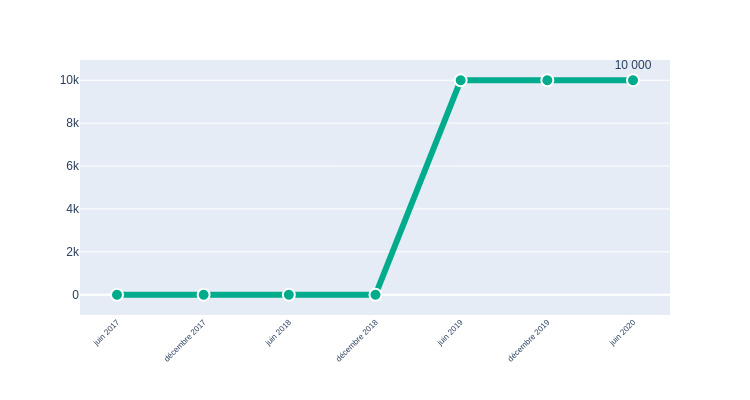 10 000
10k
8k
6k
4k
2k
0
juin 2017
décembre 2017
juin 2018
décembre 2018
juin 2019
décembre 2019
juin 2020